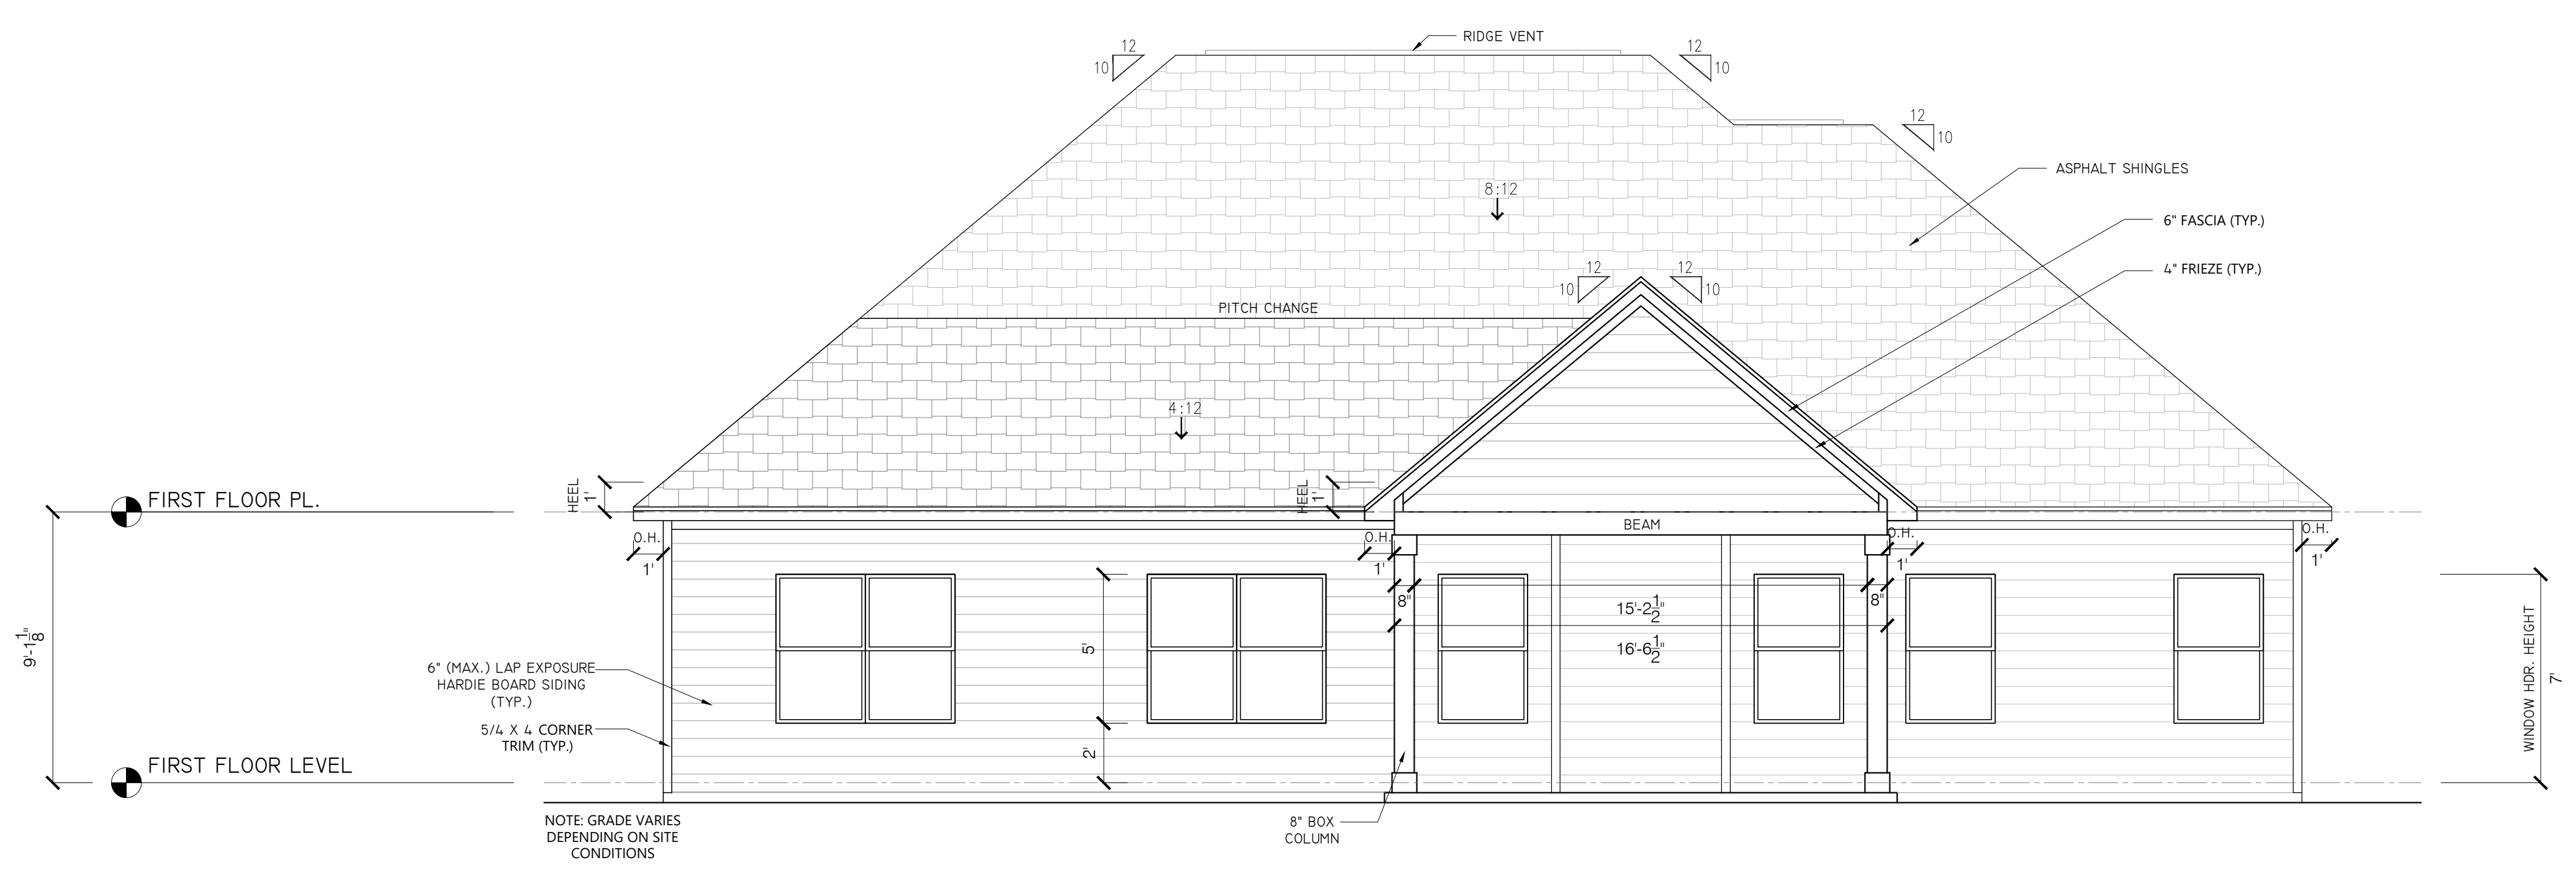 RIDGE VENT
12
10
12
10
12
10
ASPHALT SHINGLES
8:12
6" FASCIA (TYP.)
4" FRIEZE (TYP.)
12
10
12
10
PITCH CHANGE
4:12
HEEL
1'
HEEL
1'
FIRST FLOOR PL.
BEAM
O.H.
1'
O.H.
1'
O.H.
1'
O.H.
1'
8"
8"
15'-2 1/2"
16'-6 1/2"
9'-1 1/8"
5'
2'
WINDOW HDR. HEIGHT
7'
6" (MAX.) LAP EXPOSURE
HARDIE BOARD SIDING
(TYP.)
5/4 X 4 CORNER
TRIM (TYP.)
FIRST FLOOR LEVEL
NOTE: GRADE VARIES
DEPENDING ON SITE
CONDITIONS
8" BOX
COLUMN